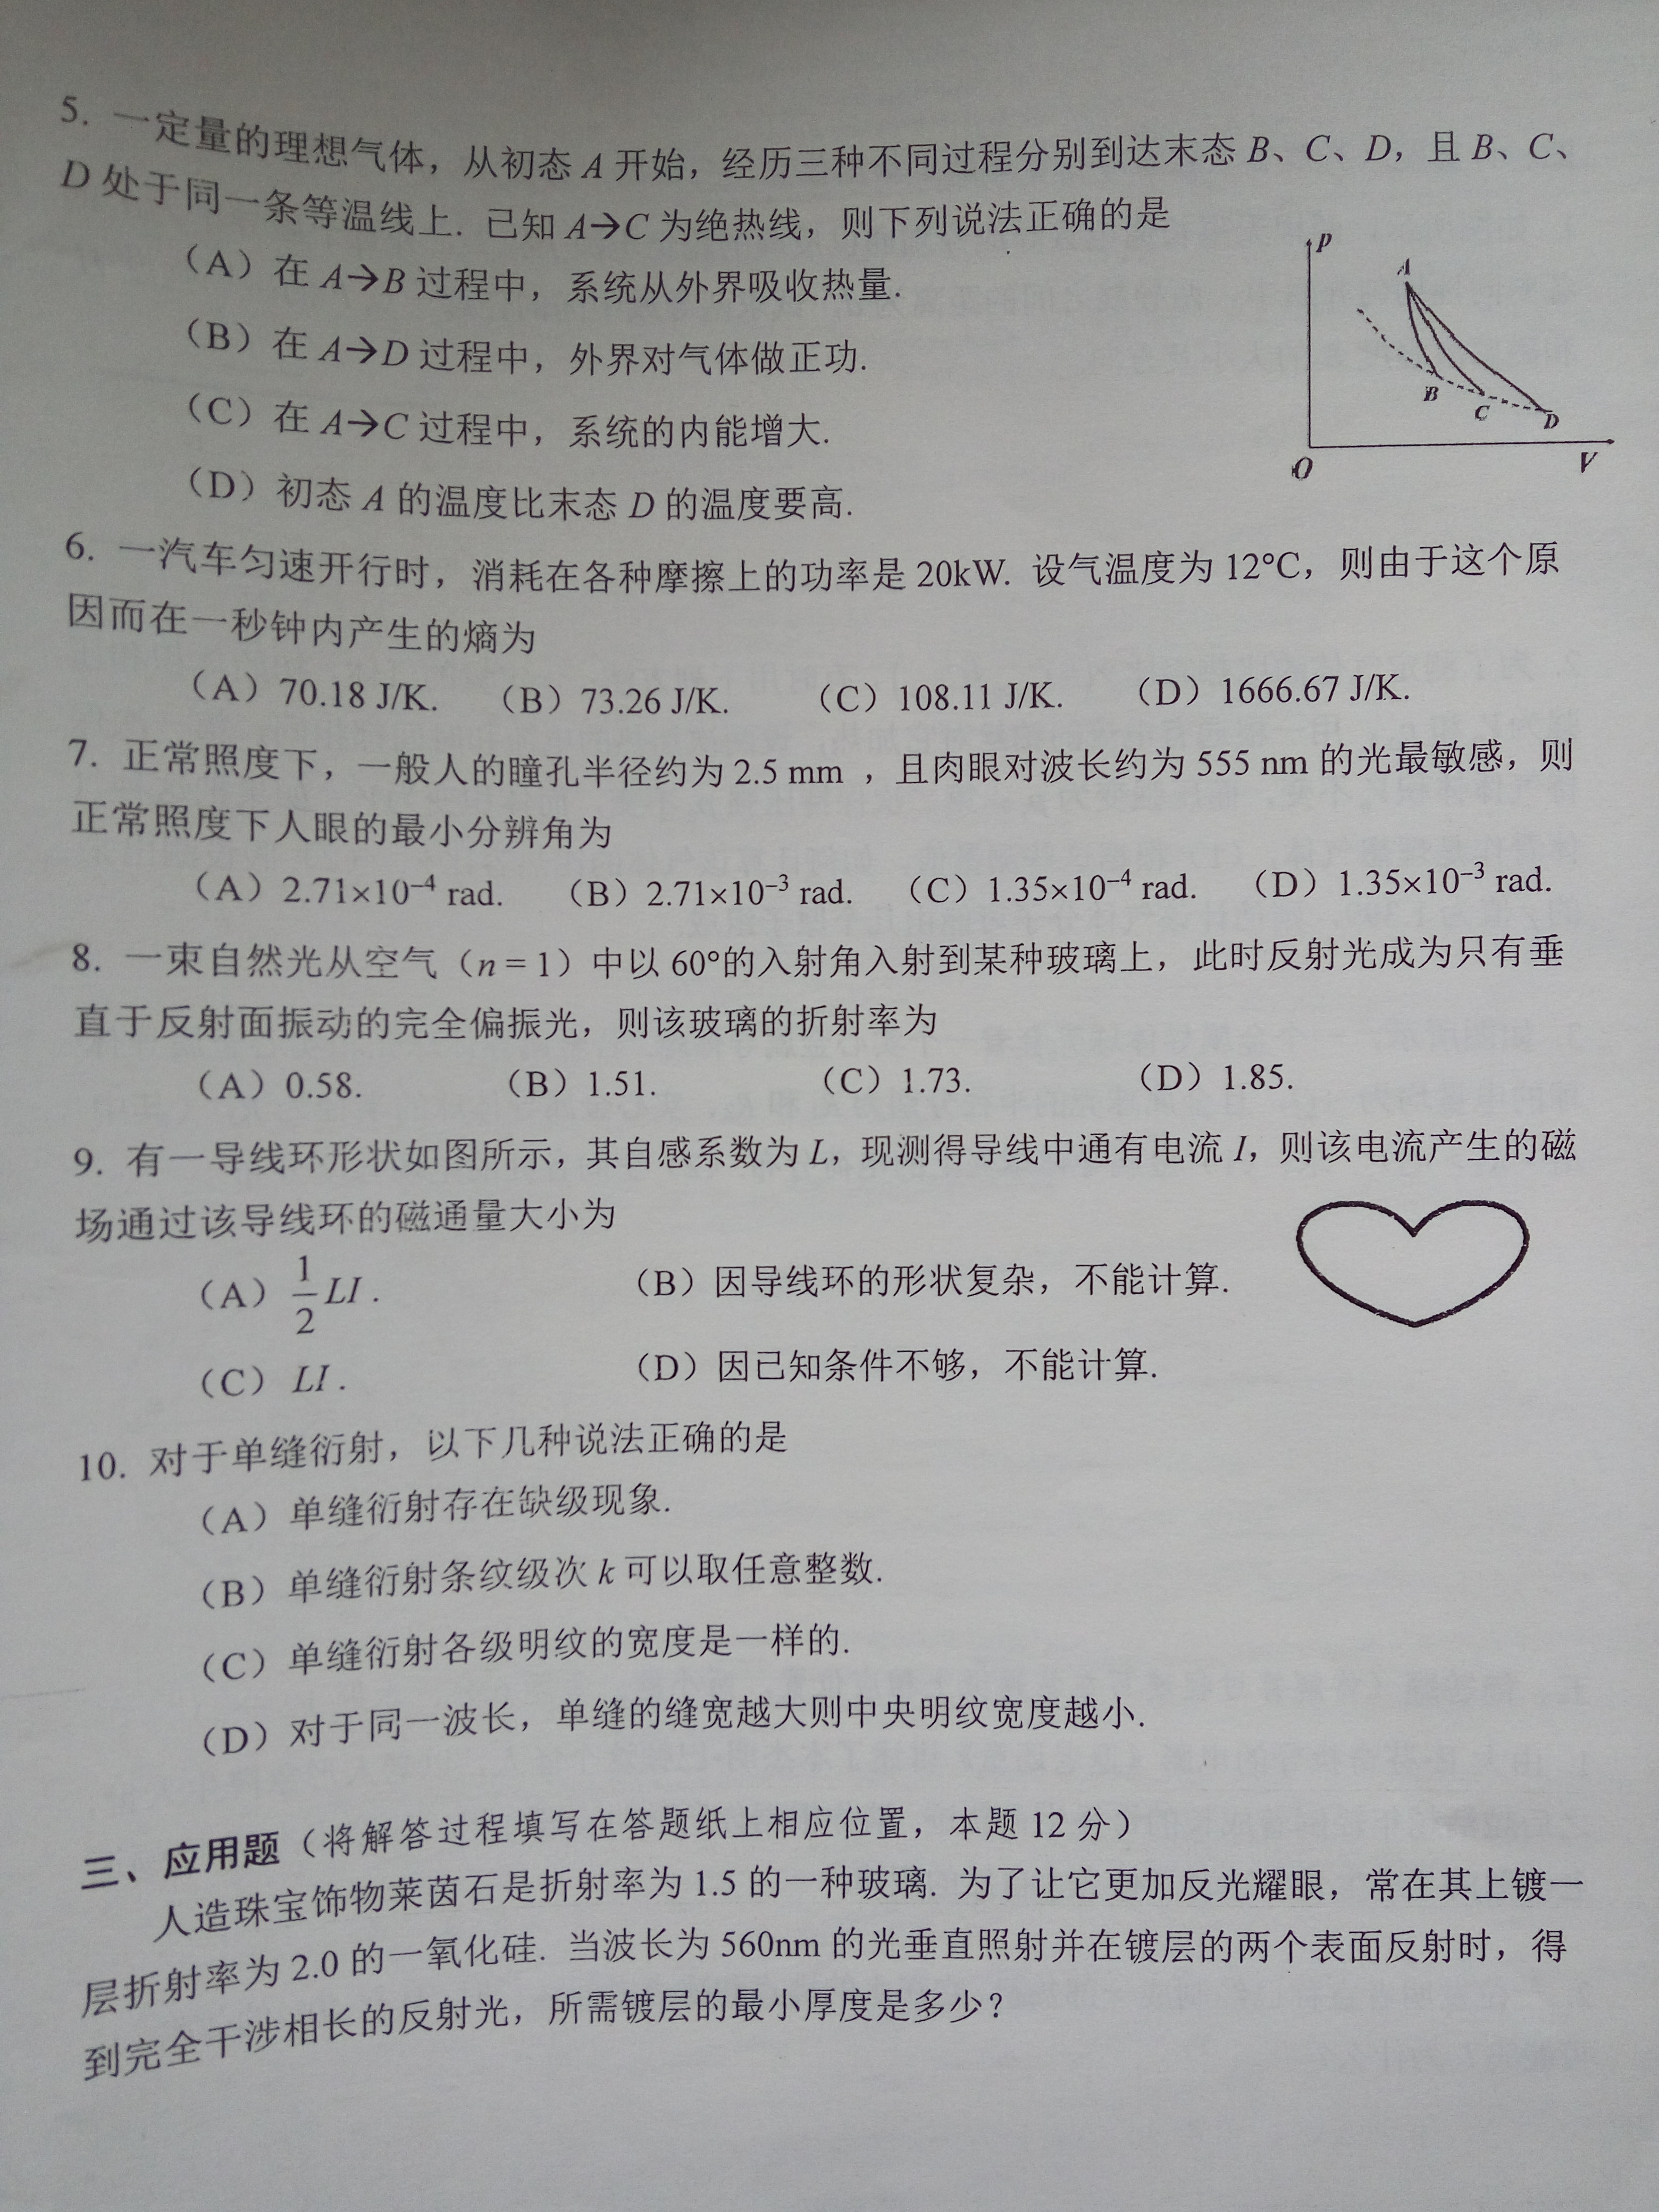 5. 一定量的理想气体，从初态 A 开始，经历三种不同过程分别到达末态 B、C、D，且 B、C、
D 处于同一条等温线上. 已知 A→C 为绝热线，则下列说法正确的是
（A）在 A→B 过程中，系统从外界吸收热量.
（B）在 A→D 过程中，外界对气体做正功.
（C）在 A→C 过程中，系统的内能增大.
（D）初态 A 的温度比末态 D 的温度要高.
p
A
B
C
D
O
V
6. 一汽车匀速开行时，消耗在各种摩擦上的功率是 20kW. 设气温度为 12°C，则由于这个原
因而在一秒钟内产生的熵为
（A）70.18 J/K. （B）73.26 J/K. （C）108.11 J/K. （D）1666.67 J/K.
7. 正常照度下，一般人的瞳孔半径约为 2.5 mm ，且肉眼对波长约为 555 nm 的光最敏感，则
正常照度下人眼的最小分辨角为
（A）2.71×10⁻⁴ rad. （B）2.71×10⁻³ rad. （C）1.35×10⁻⁴ rad. （D）1.35×10⁻³ rad.
8. 一束自然光从空气（n = 1）中以 60°的入射角入射到某种玻璃上，此时反射光成为只有垂
直于反射面振动的完全偏振光，则该玻璃的折射率为
（A）0.58. （B）1.51. （C）1.73. （D）1.85.
9. 有一导线环形状如图所示，其自感系数为 L，现测得导线中通有电流 I，则该电流产生的磁
场通过该导线环的磁通量大小为
（A）1/2 LI . （B）因导线环的形状复杂，不能计算.
（C）LI . （D）因已知条件不够，不能计算.
10. 对于单缝衍射，以下几种说法正确的是
（A）单缝衍射存在缺级现象.
（B）单缝衍射条纹级次 k 可以取任意整数.
（C）单缝衍射各级明纹的宽度是一样的.
（D）对于同一波长，单缝的缝宽越大则中央明纹宽度越小.
三、应用题（将解答过程填写在答题纸上相应位置，本题 12 分）
人造珠宝饰物莱茵石是折射率为 1.5 的一种玻璃. 为了让它更加反光耀眼，常在其上镀一
层折射率为 2.0 的一氧化硅. 当波长为 560nm 的光垂直照射并在镀层的两个表面反射时，得
到完全干涉相长的反射光，所需镀层的最小厚度是多少？